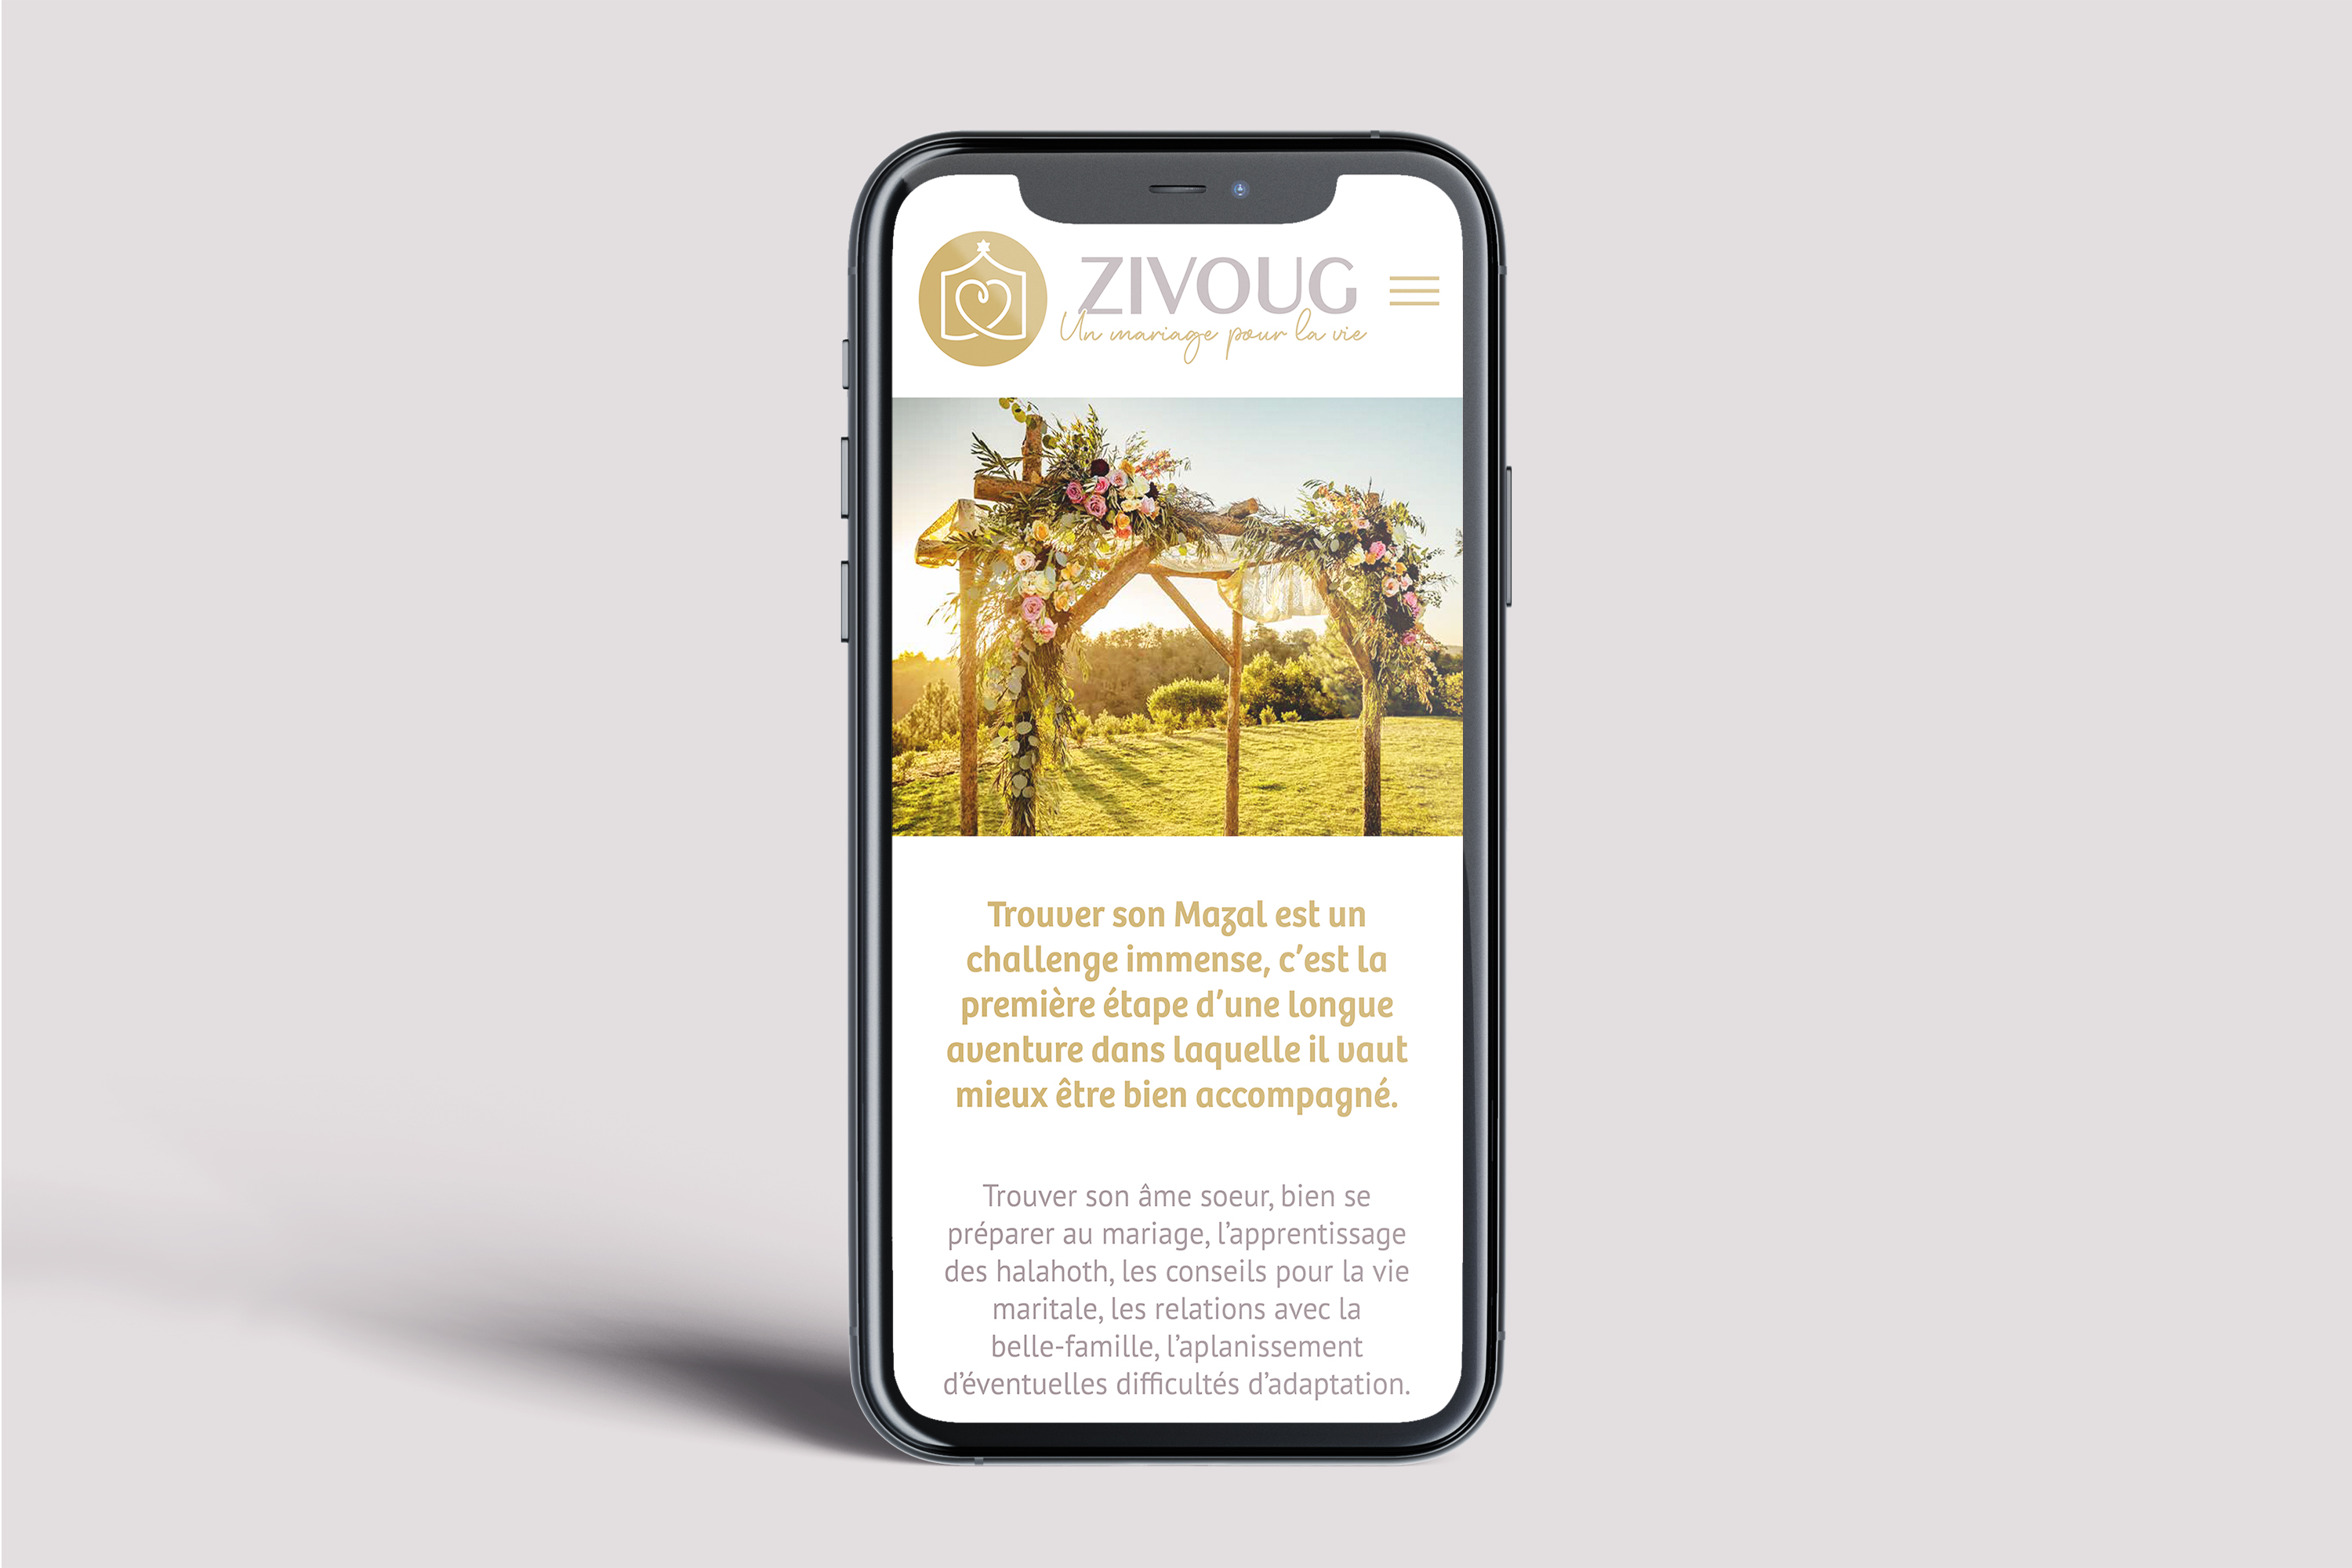 ZIVOUG
Un mariage pour la vie
Trouver son Mazal est un
challenge immense, c’est la
première étape d’une longue
aventure dans laquelle il vaut
mieux être bien accompagné.
Trouver son âme soeur, bien se
préparer au mariage, l’apprentissage
des halahoth, les conseils pour la vie
maritale, les relations avec la
belle-famille, l’aplanissement
d’éventuelles difficultés d’adaptation.